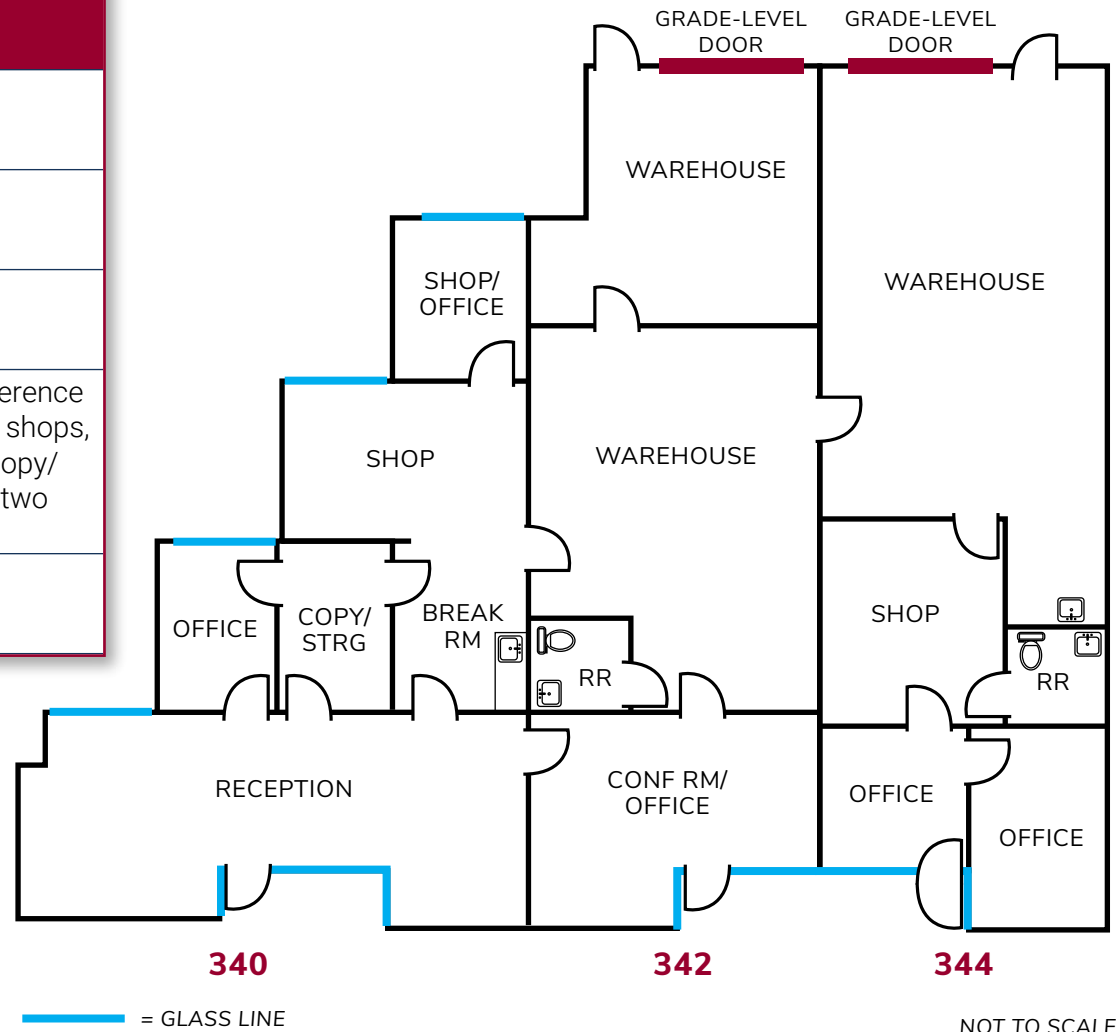 erence
shops,
opy/
two
GRADE-LEVEL
DOOR
GRADE-LEVEL
DOOR
WAREHOUSE
WAREHOUSE
SHOP/
OFFICE
SHOP
WAREHOUSE
OFFICE
COPY/
STRG
BREAK
RM
RR
SHOP
RR
RECEPTION
CONF RM/
OFFICE
OFFICE
OFFICE
340
342
344
= GLASS LINE
NOT TO SCALE